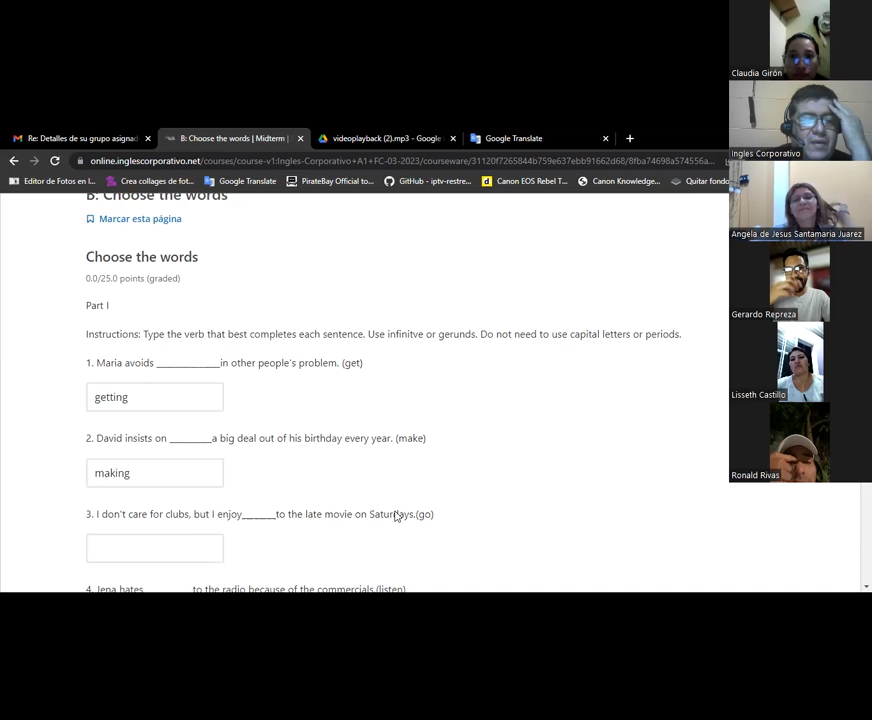 Re: Detalles de su grupo asignad
B: Choose the words | Midterm |
videoplayback (2).mp3 - Google
Google Translate
online.inglescorporativo.net/courses/course-v1:Ingles-Corporativo+A1+FC-03-2023/courseware/31120f7265844b759e637ebb91662d68/8fba74698a574556a...
Editor de Fotos en l...
Crea collages de fot...
Google Translate
PirateBay Official to...
GitHub - iptv-restre...
Canon EOS Rebel T...
Canon Knowledge...
Quitar fondo
B: Choose the words
Marcar esta página
Choose the words
0.0/25.0 points (graded)
Part I
Instructions: Type the verb that best completes each sentence. Use infinitve or gerunds. Do not need to use capital letters or periods.
1. Maria avoids ______________in other people's problem. (get)
getting
2. David insists on _________a big deal out of his birthday every year. (make)
making
3. I don't care for clubs, but I enjoy_______to the late movie on Saturdays.(go)
4. Jena hates __________to the radio because of the commercials.(listen)
Claudia Girón
Ingles Corporativo
Angela de Jesus Santamaria Juarez
Gerardo Repreza
Lisseth Castillo
Ronald Rivas